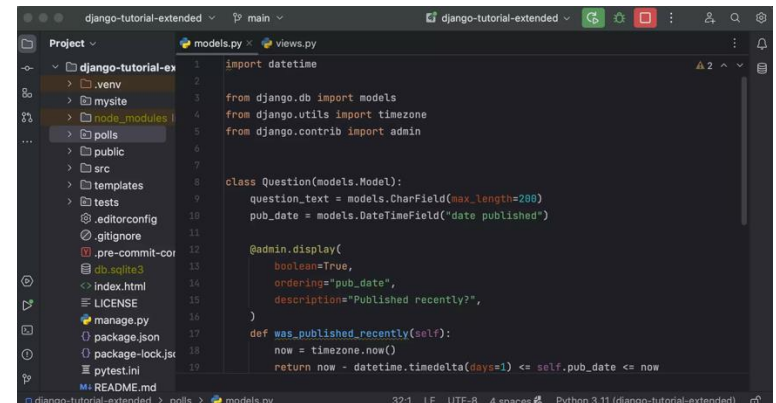 django-tutorial-extended
main
django-tutorial-extended
Project
models.py
views.py
django-tutorial-ex
.venv
mysite
node_modules
polls
public
src
templates
tests
.editorconfig
.gitignore
.pre-commit-cor
db.sqlite3
index.html
LICENSE
manage.py
package.json
package-lock.jsc
pytest.ini
README.md
2
1 import datetime
2
3 from django.db import models
4 from django.utils import timezone
5 from django.contrib import admin
6
7
8 class Question(models.Model):
9 question_text = models.CharField(max_length=200)
10 pub_date = models.DateTimeField("date published")
11
12 @admin.display(
13 boolean=True,
14 ordering="pub_date",
15 description="Published recently?",
16 )
17 def was_published_recently(self):
18 now = timezone.now()
19 return now - datetime.timedelta(days=1) <= self.pub_date <= now
django-tutorial-extended > polls > models.py
32:1 LF UTF-8 4 spaces Python 3.11 (django-tutorial-extended)